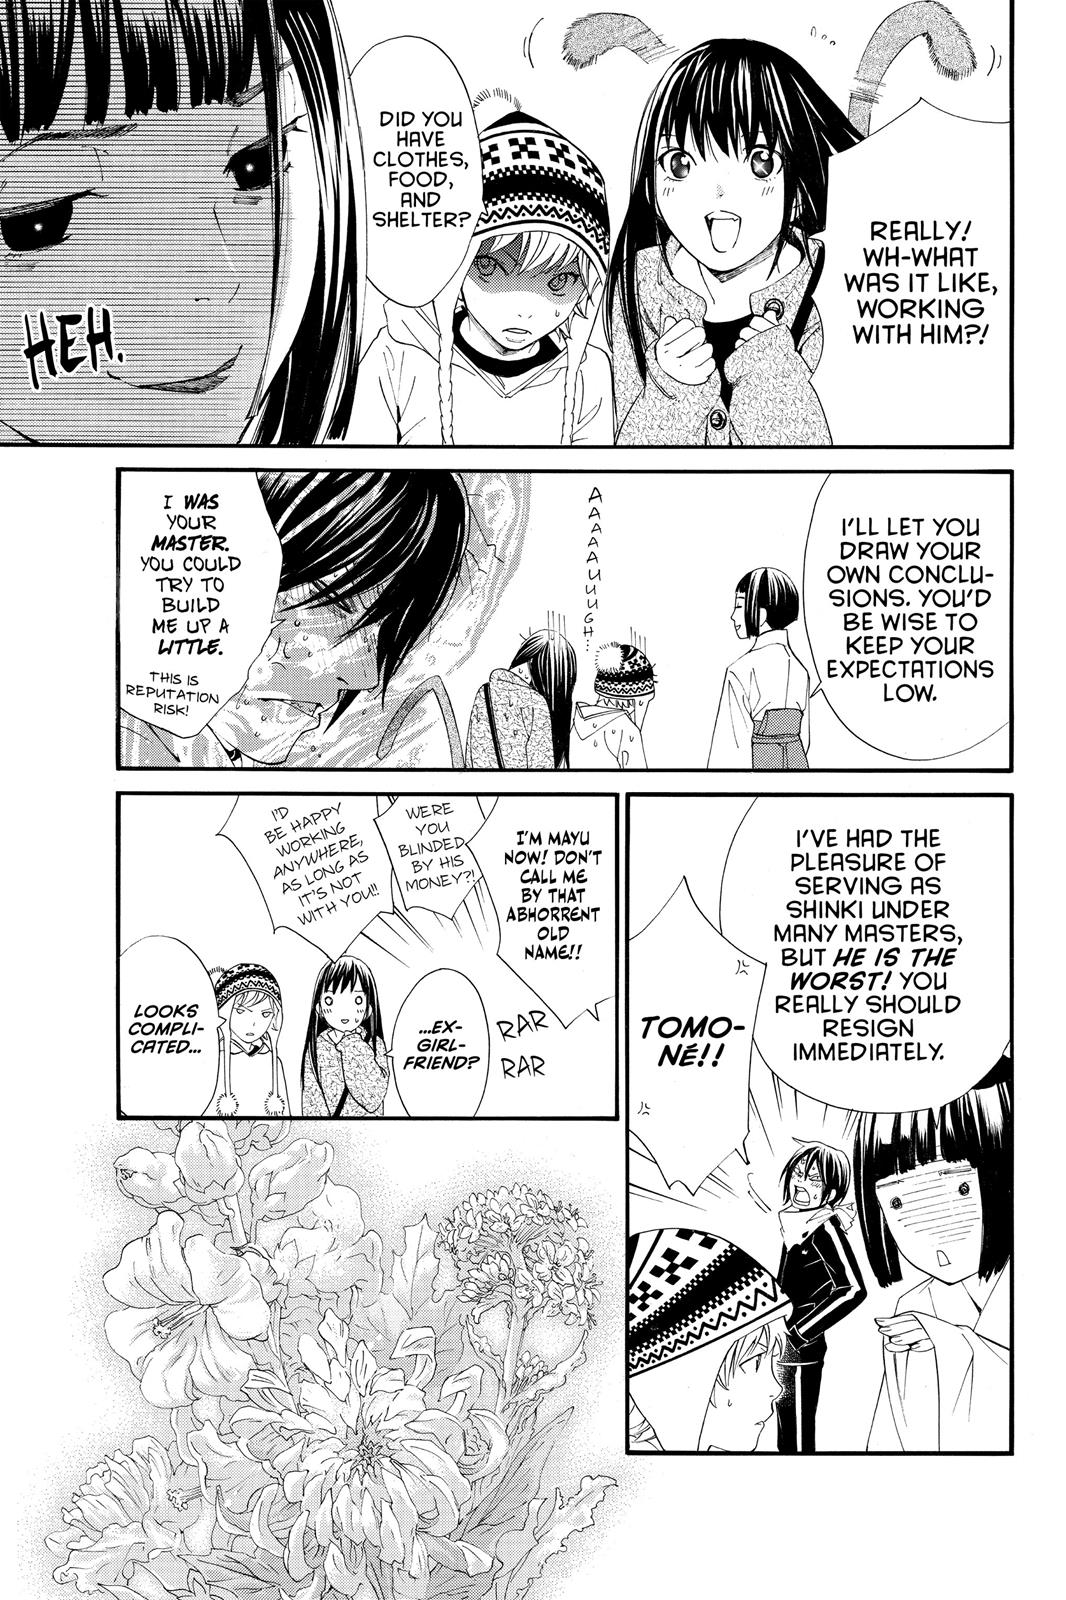 REALLY!
WH-WHAT
WAS IT LIKE,
WORKING
WITH HIM?!
DID YOU
HAVE
CLOTHES,
FOOD,
AND
SHELTER?
HEH.
I'LL LET YOU
DRAW YOUR
OWN CONCLU-
SIONS. YOU'D
BE WISE TO
KEEP YOUR
EXPECTATIONS
LOW.
AAAAAUUUGH...
I WAS
YOUR
MASTER.
YOU COULD
TRY TO
BUILD
ME UP A
LITTLE.
THIS IS
REPUTATION
RISK!
I'VE HAD THE
PLEASURE OF
SERVING AS
SHINKI UNDER
MANY MASTERS,
BUT HE IS THE
WORST! YOU
REALLY SHOULD
RESIGN
IMMEDIATELY.
TOMO-
NÉ!!
I'M MAYU
NOW! DON'T
CALL ME
BY THAT
ABHORRENT
OLD
NAME!!
WERE
YOU
BLINDED
BY HIS
MONEY?!
I'D
BE HAPPY
WORKING
ANYWHERE,
AS LONG AS
IT'S NOT
WITH YOU!!
RAR
RAR
...EX-
GIRL-
FRIEND?
LOOKS
COMPLI-
CATED...